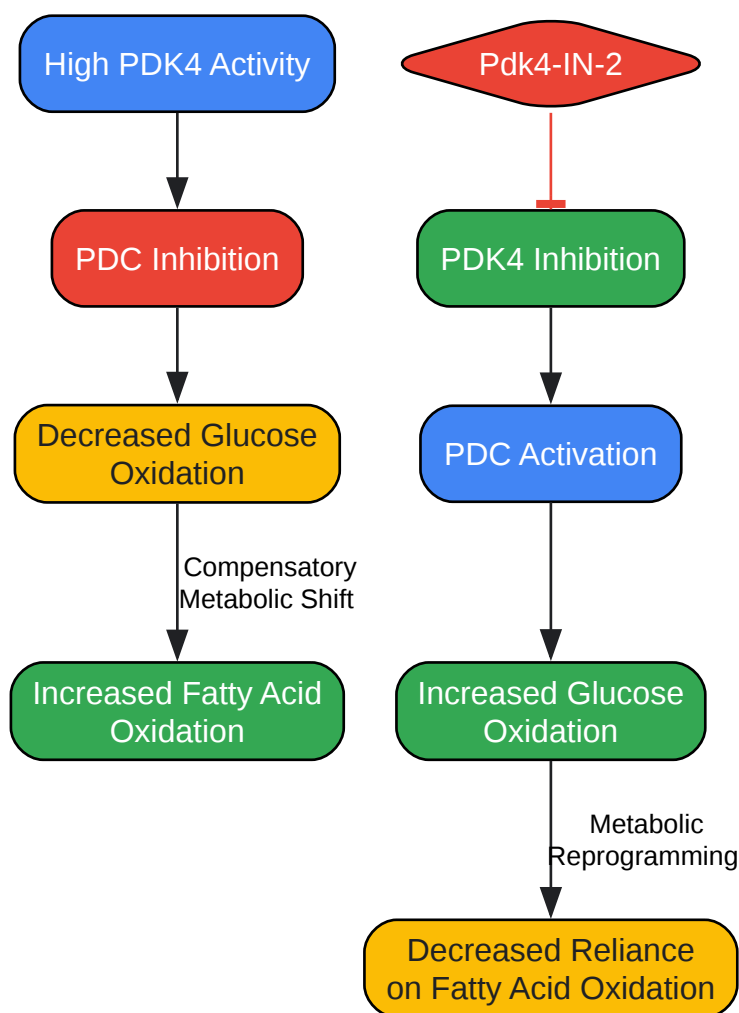 High PDK4 Activity
PDC Inhibition
Decreased Glucose
Oxidation
Compensatory
Metabolic Shift
Increased Fatty Acid
Oxidation
Pdk4-IN-2
PDK4 Inhibition
PDC Activation
Increased Glucose
Oxidation
Metabolic
Reprogramming
Decreased Reliance
on Fatty Acid Oxidation